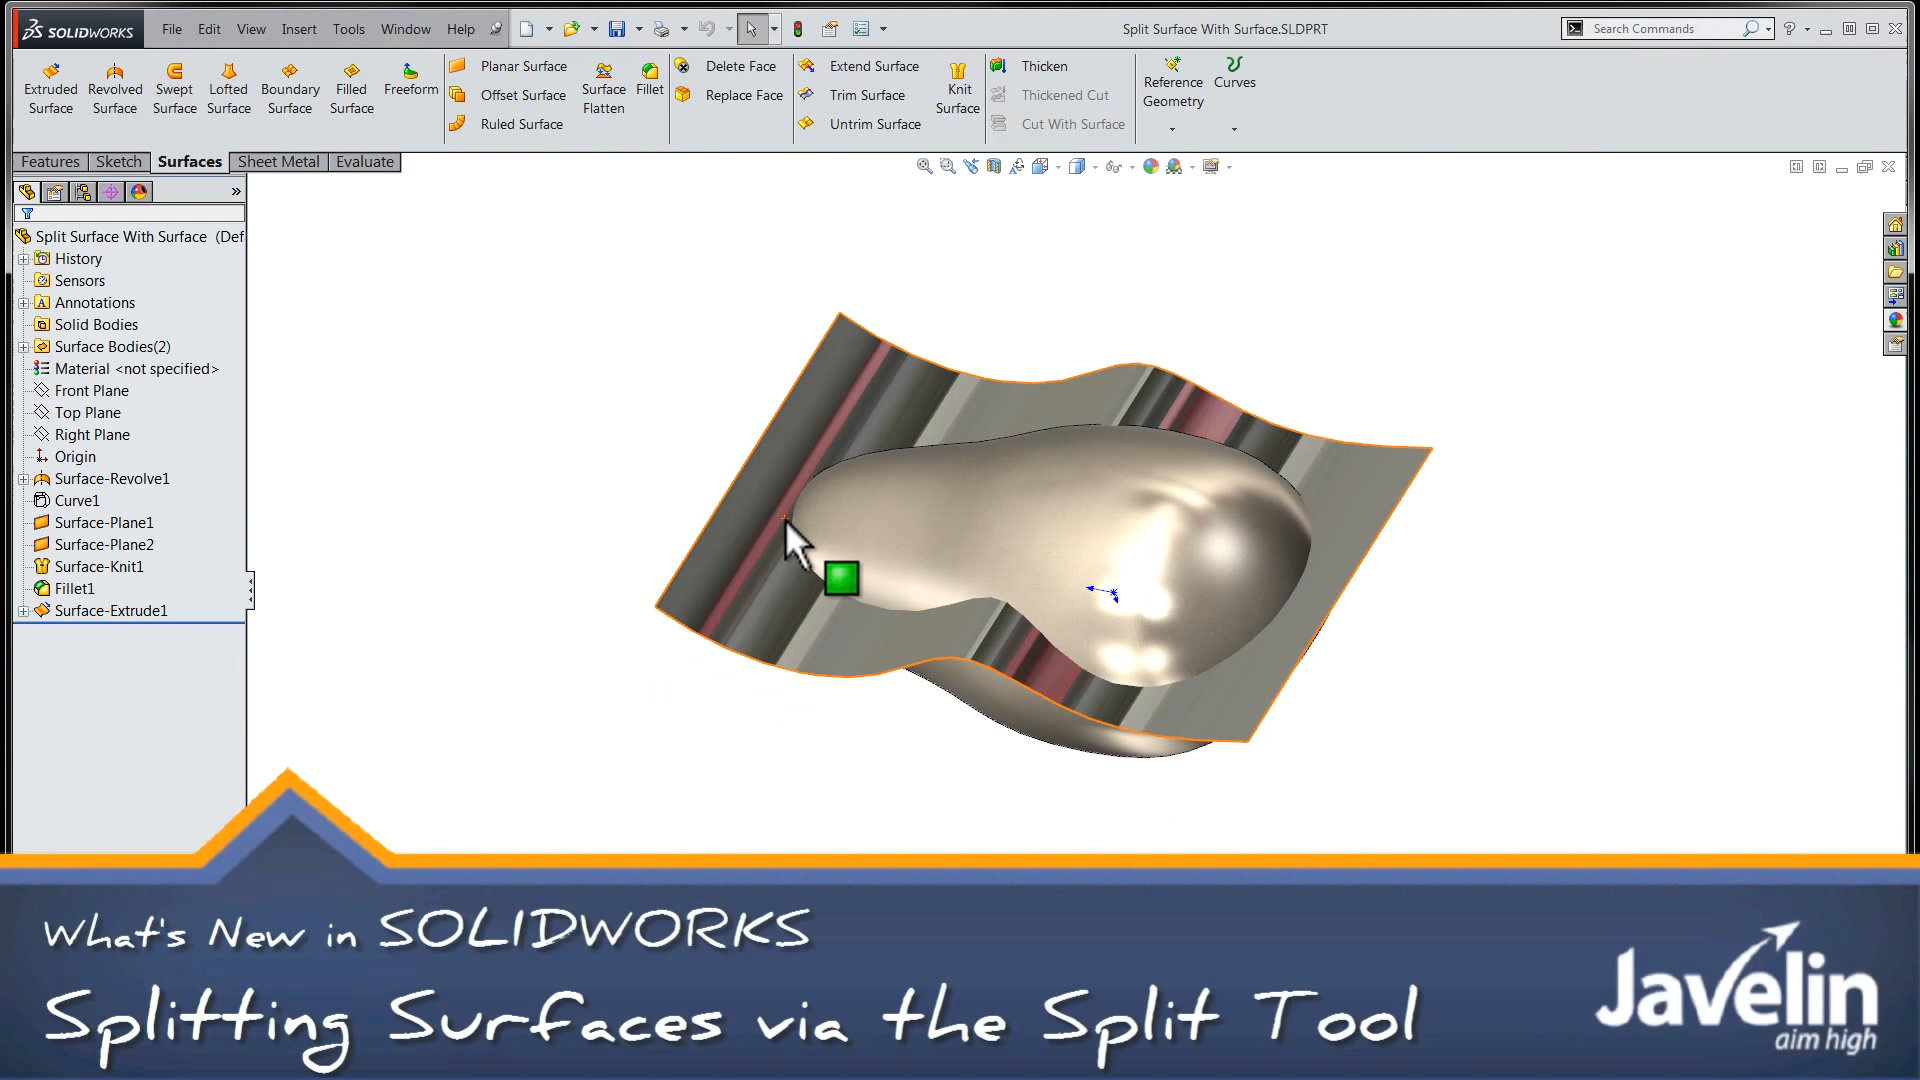 SOLIDWORKS File Edit View Insert Tools Window Help Split Surface With Surface.SLDPRT Search Commands ?
Extruded Surface
Revolved Surface
Swept Surface
Lofted Surface
Boundary Surface
Filled Surface
Freeform
Planar Surface
Offset Surface
Ruled Surface
Surface Flatten
Fillet
Delete Face
Replace Face
Extend Surface
Trim Surface
Untrim Surface
Knit Surface
Thicken
Thickened Cut
Cut With Surface
Reference Geometry
Curves
Features Sketch Surfaces Sheet Metal Evaluate
»
Split Surface With Surface (Def
History
Sensors
Annotations
Solid Bodies
Surface Bodies(2)
Material <not specified>
Front Plane
Top Plane
Right Plane
Origin
Surface-Revolve1
Curve1
Surface-Plane1
Surface-Plane2
Surface-Knit1
Fillet1
Surface-Extrude1
What's New in SOLIDWORKS
Splitting Surfaces via the Split Tool
Javelin
aim high